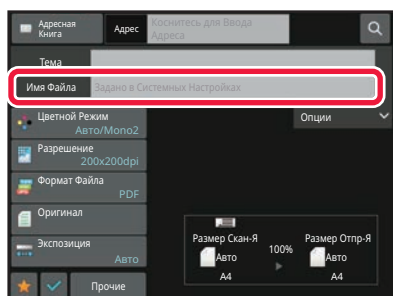 Адресная
Книга
Адрес
Коснитесь для Ввода
Адреса
Тема
Имя Файла
Задано в Системных Настройках
Цветной Режим
Авто/Mono2
Опции
Разрешение
200x200dpi
Формат Файла
PDF
Оригинал
Экспозиция
Авто
Размер Скан-Я
100%
Размер Отпр-Я
Авто
Авто
A4
A4
Прочие